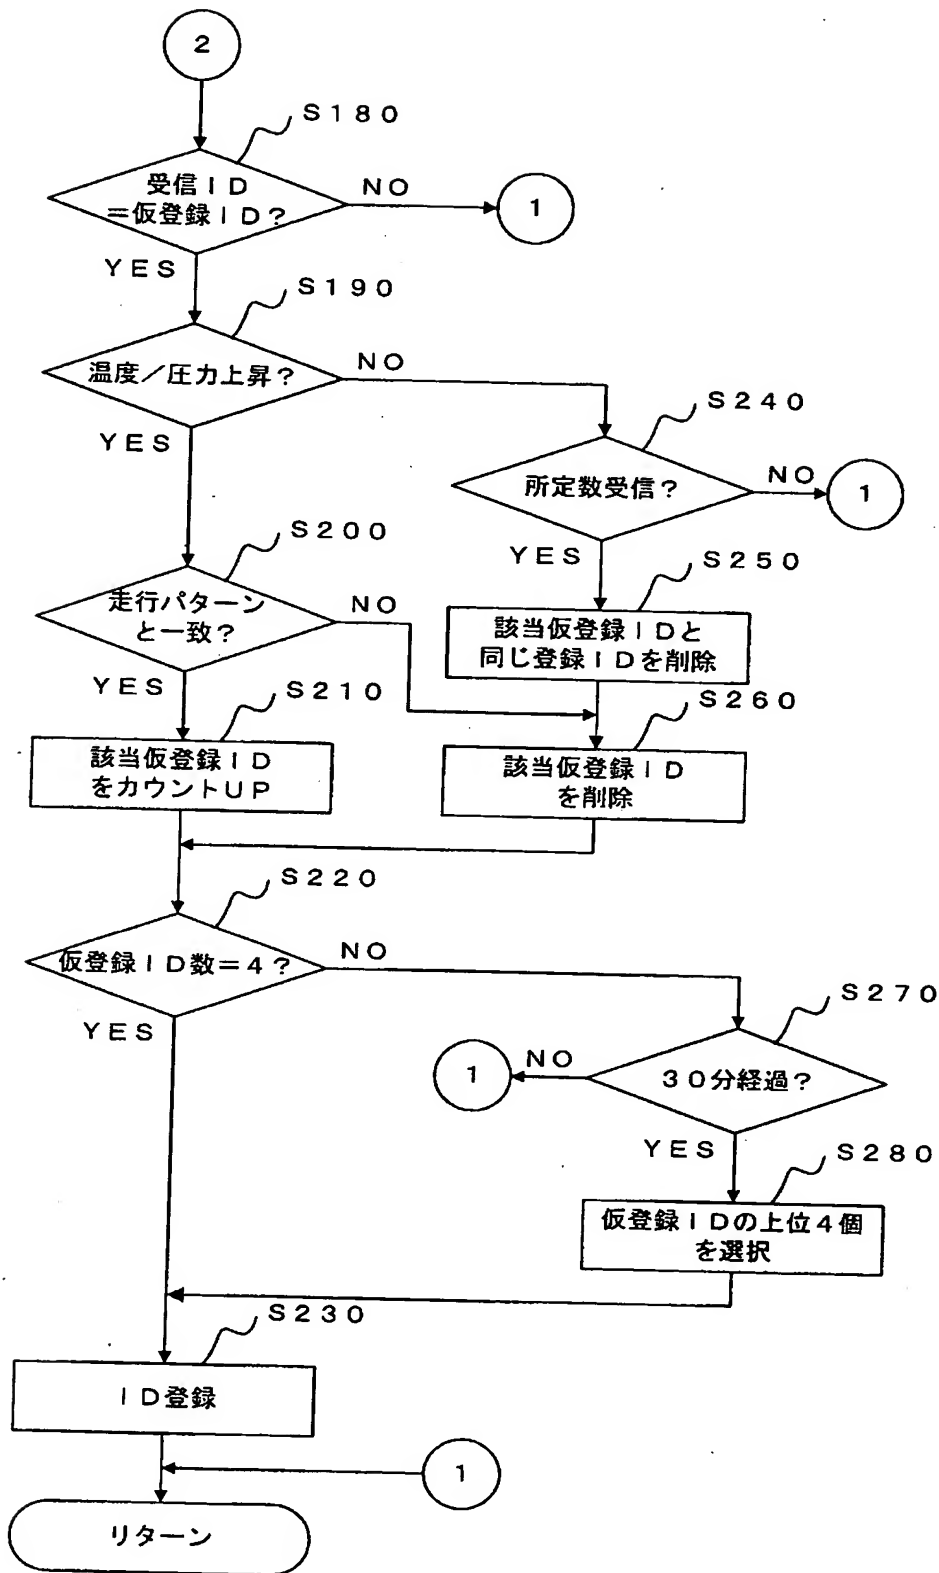 2
S180
受信ID
=仮登録ID?
NO
1
YES
S190
温度/圧力上昇?
NO
YES
S240
所定数受信?
NO
1
YES
S200
走行パターン
と一致?
NO
YES
S250
該当仮登録IDと
同じ登録IDを削除
S210
該当仮登録ID
をカウントUP
S260
該当仮登録ID
を削除
S220
仮登録ID数=4?
NO
YES
S270
30分経過?
NO
1
YES
S280
仮登録IDの上位4個
を選択
S230
ID登録
1
リターン